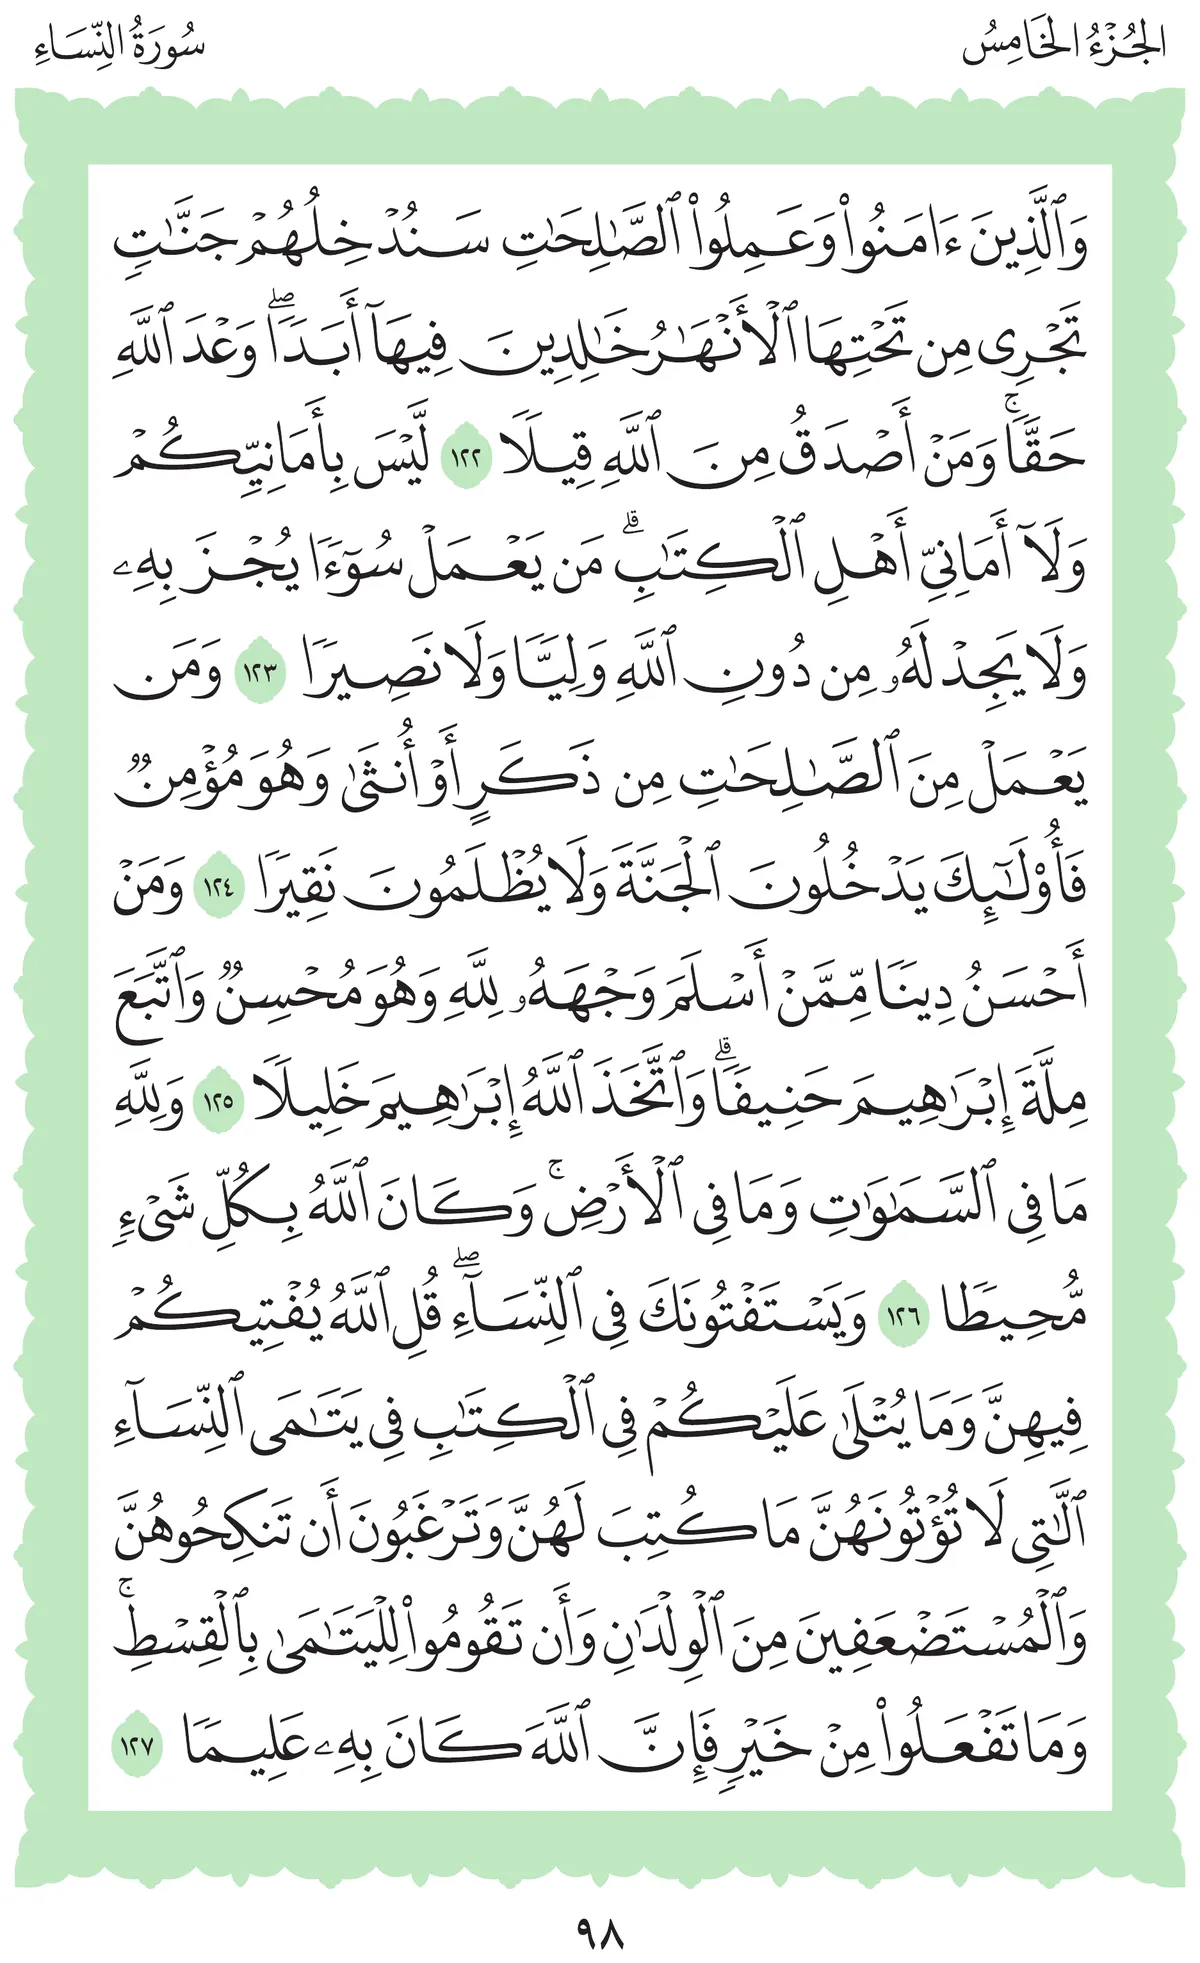 الجُزْءُ الخَامِسُ
سُورَةُ النِّسَاءِ
وَٱلَّذِينَ ءَامَنُوا۟ وَعَمِلُوا۟ ٱلصَّـٰلِحَـٰتِ سَنُدْخِلُهُمْ جَنَّـٰتٍ
تَجْرِى مِن تَحْتِهَا ٱلْأَنْهَـٰرُ خَـٰلِدِينَ فِيهَآ أَبَدًا ۖ وَعْدَ ٱللَّهِ
حَقًّا ۚ وَمَنْ أَصْدَقُ مِنَ ٱللَّهِ قِيلًا ١٢٢ لَّيْسَ بِأَمَانِيِّكُمْ
وَلَآ أَمَانِىِّ أَهْلِ ٱلْكِتَـٰبِ ۗ مَن يَعْمَلْ سُوٓءًا يُجْزَ بِهِۦ
وَلَا يَجِدْ لَهُۥ مِن دُونِ ٱللَّهِ وَلِيًّا وَلَا نَصِيرًا ١٢٣ وَمَن
يَعْمَلْ مِنَ ٱلصَّـٰلِحَـٰتِ مِن ذَكَرٍ أَوْ أُنثَىٰ وَهُوَ مُؤْمِنٌ
فَأُو۟لَـٰٓئِكَ يَدْخُلُونَ ٱلْجَنَّةَ وَلَا يُظْلَمُونَ نَقِيرًا ١٢٤ وَمَنْ
أَحْسَنُ دِينًا مِّمَّنْ أَسْلَمَ وَجْهَهُۥ لِلَّهِ وَهُوَ مُحْسِنٌ وَٱتَّبَعَ
مِلَّةَ إِبْرَٰهِيمَ حَنِيفًا ۗ وَٱتَّخَذَ ٱللَّهُ إِبْرَٰهِيمَ خَلِيلًا ١٢٥ وَلِلَّهِ
مَا فِى ٱلسَّمَـٰوَٰتِ وَمَا فِى ٱلْأَرْضِ ۚ وَكَانَ ٱللَّهُ بِكُلِّ شَىْءٍ
مُّحِيطًا ١٢٦ وَيَسْتَفْتُونَكَ فِى ٱلنِّسَآءِ ۖ قُلِ ٱللَّهُ يُفْتِيكُمْ
فِيهِنَّ وَمَا يُتْلَىٰ عَلَيْكُمْ فِى ٱلْكِتَـٰبِ فِى يَتَـٰمَى ٱلنِّسَآءِ
ٱلَّـٰتِى لَا تُؤْتُونَهُنَّ مَا كُتِبَ لَهُنَّ وَتَرْغَبُونَ أَن تَنكِحُوهُنَّ
وَٱلْمُسْتَضْعَفِينَ مِنَ ٱلْوِلْدَٰنِ وَأَن تَقُومُوا۟ لِلْيَتَـٰمَىٰ بِٱلْقِسْطِ ۚ
وَمَا تَفْعَلُوا۟ مِنْ خَيْرٍ فَإِنَّ ٱللَّهَ كَانَ بِهِۦ عَلِيمًا ١٢٧
٩٨